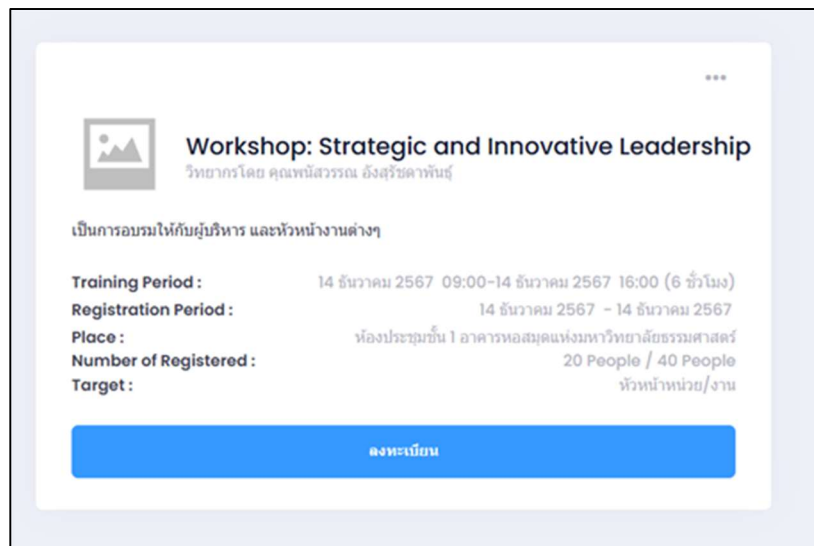 Workshop: Strategic and Innovative Leadership
วิทยากรโดย คุณพนัสวรรณ อังสุรัชดาพันธุ์
เป็นการอบรมให้กับผู้บริหาร และหัวหน้างานต่างๆ
Training Period : 14 ธันวาคม 2567 09:00-14 ธันวาคม 2567 16:00 (6 ชั่วโมง)
Registration Period : 14 ธันวาคม 2567 - 14 ธันวาคม 2567
Place : ห้องประชุมชั้น 1 อาคารหอสมุดแห่งมหาวิทยาลัยธรรมศาสตร์
Number of Registered : 20 People / 40 People
Target : หัวหน้าหน่วย/งาน
ลงทะเบียน